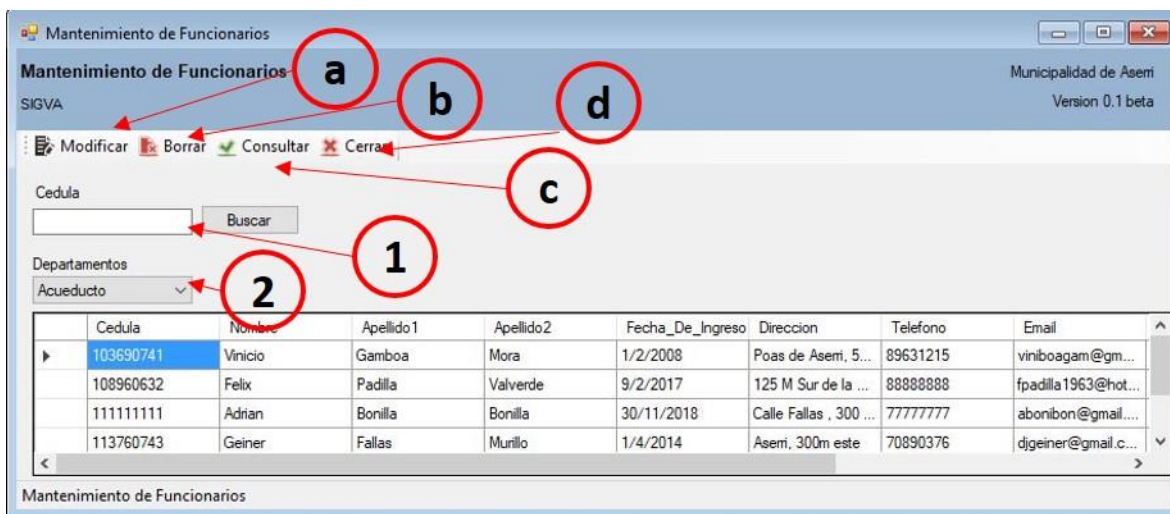 Mantenimiento de Funcionarios
Mantenimiento de Funcionarios
Municipalidad de Aserri
SIGVA
Version 0.1 beta
a
b
d
Modificar Borrar Consultar Cerrar
c
Cedula
Buscar
1
Departamentos
Acueducto
2
Cedula Nombre Apellido1 Apellido2 Fecha_De_Ingreso Direccion Telefono Email
103690741 Vinicio Gamboa Mora 1/2/2008 Poas de Aserri, 5... 89631215 viniboagam@gm...
108960632 Felix Padilla Valverde 9/2/2017 125 M Sur de la ... 88888888 fpadilla1963@hot...
111111111 Adrian Bonilla Bonilla 30/11/2018 Calle Fallas , 300 ... 77777777 abonibon@gmail....
113760743 Geiner Fallas Murillo 1/4/2014 Aserri, 300m este 70890376 djgeiner@gmail.c...
Mantenimiento de Funcionarios